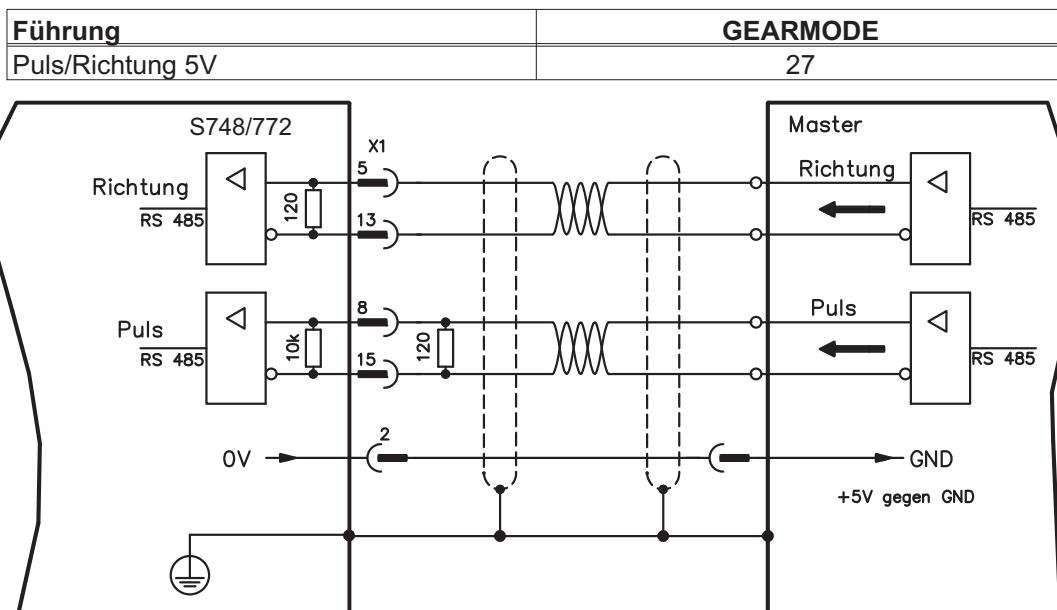 Führung GEARMODE
Puls/Richtung 5V 27
S748/772
Master
X1
Richtung
RS 485
120
5
13
Richtung
RS 485
Puls
RS 485
10k
8
15
120
Puls
RS 485
0V
2
GND
+5V gegen GND